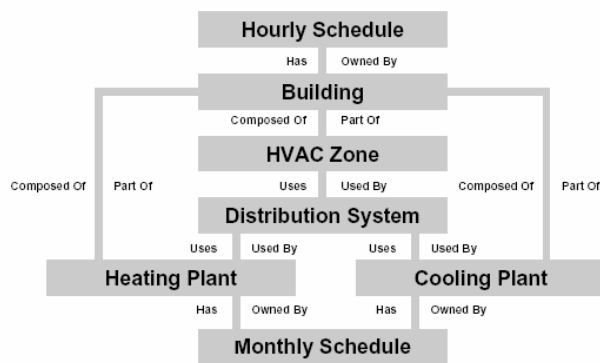 Hourly Schedule
Has Owned By
Building
Composed Of Part Of
HVAC Zone
Composed Of Part Of Uses Used By Composed Of Part Of
Distribution System
Uses Used By Uses Used By
Heating Plant Cooling Plant
Has Owned By Has Owned By
Monthly Schedule